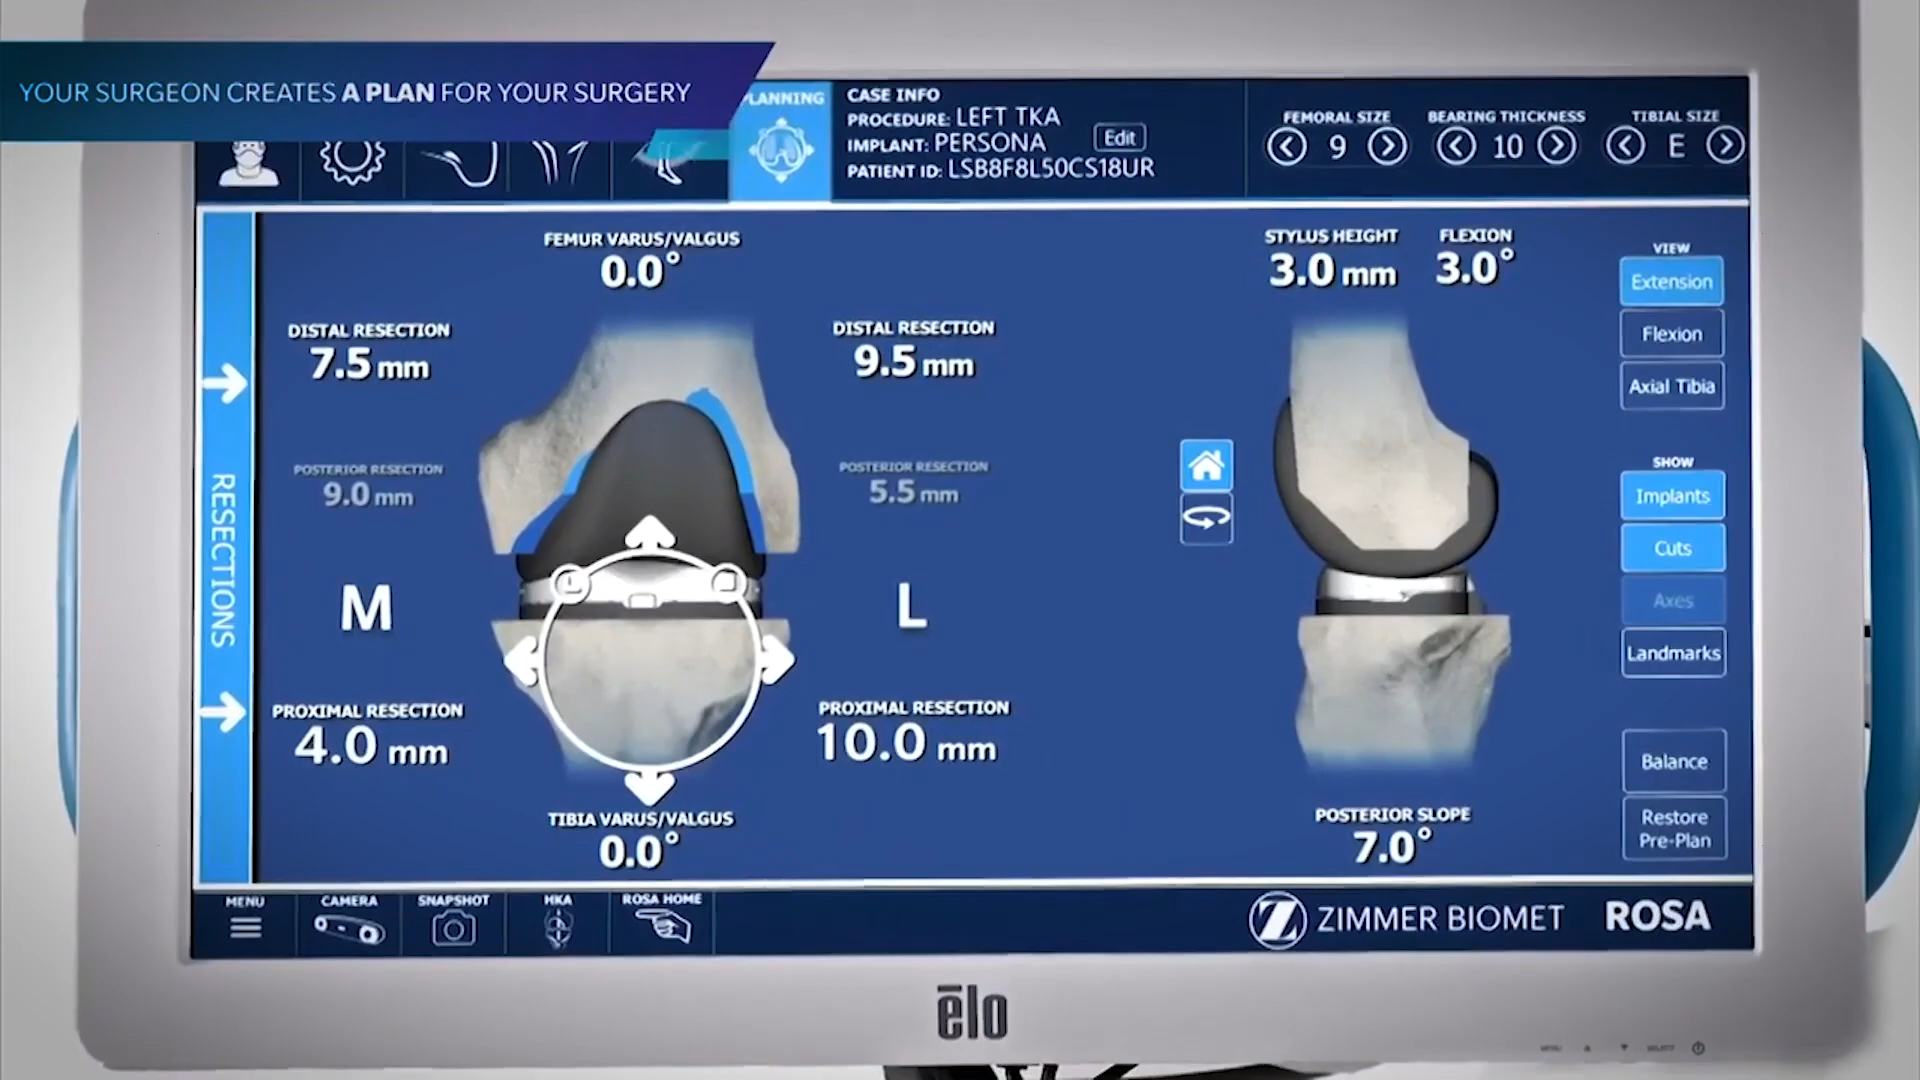 YOUR SURGEON CREATES A PLAN FOR YOUR SURGERY
PLANNING
CASE INFO
PROCEDURE: LEFT TKA
IMPLANT: PERSONA
Edit
PATIENT ID: LSB8F8L50CS18UR
FEMORAL SIZE
9
BEARING THICKNESS
10
TIBIAL SIZE
E
RESECTIONS
FEMUR VARUS/VALGUS
0.0°
DISTAL RESECTION
7.5 mm
DISTAL RESECTION
9.5 mm
POSTERIOR RESECTION
9.0 mm
POSTERIOR RESECTION
5.5 mm
M
L
PROXIMAL RESECTION
4.0 mm
PROXIMAL RESECTION
10.0 mm
TIBIA VARUS/VALGUS
0.0°
STYLUS HEIGHT
3.0 mm
FLEXION
3.0°
POSTERIOR SLOPE
7.0°
VIEW
Extension
Flexion
Axial Tibia
SHOW
Implants
Cuts
Axes
Landmarks
Balance
Restore
Pre-Plan
MENU
CAMERA
SNAPSHOT
HKA
ROSA HOME
ZIMMER BIOMET
ROSA
ēlo
MENU
SELECT